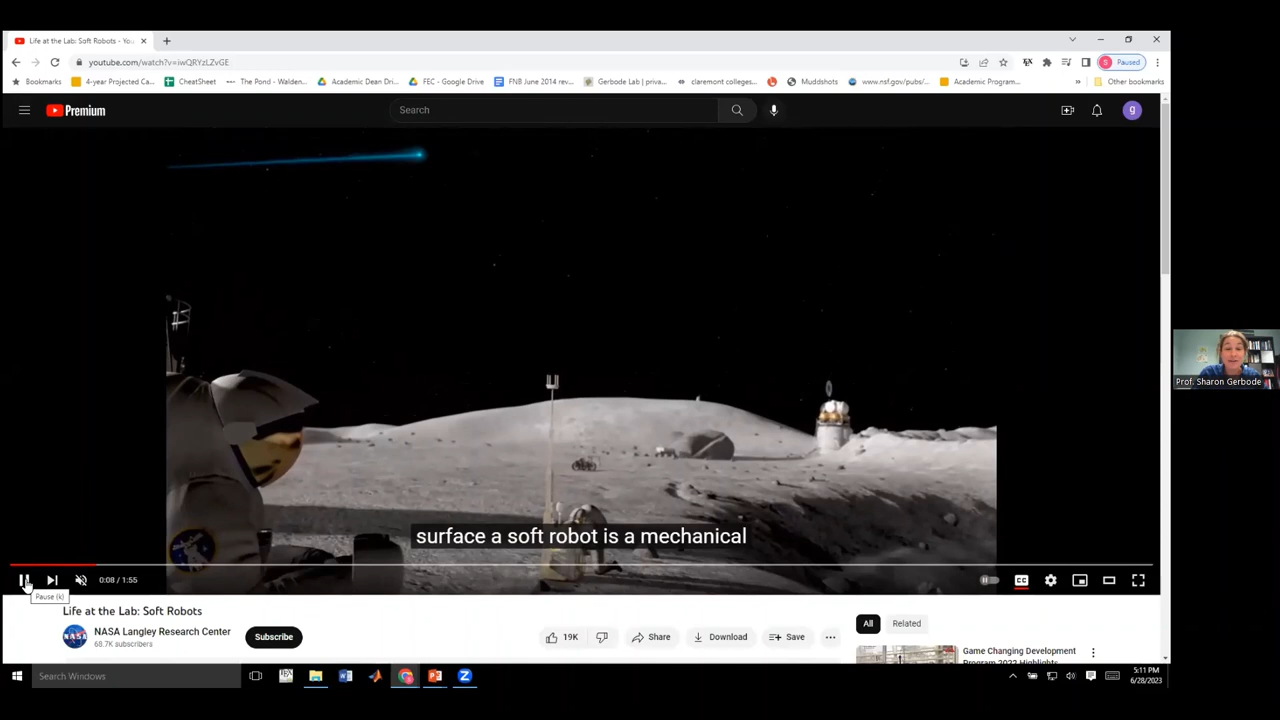 Life at the Lab: Soft Robots - You
youtube.com/watch?v=iwQRYzLZvGE
S Paused
Bookmarks 4-year Projected Ca... CheatSheet The Pond - Walden... Academic Dean Dri... FEC - Google Drive FNB June 2014 rev... Gerbode Lab | priva... claremont colleges... Muddshots www.nsf.gov/pubs/... Academic Program... » Other bookmarks
Premium
Search
g
Prof. Sharon Gerbode
surface a soft robot is a mechanical
0:08 / 1:55
CC
Pause (k)
Life at the Lab: Soft Robots
NASA
NASA Langley Research Center
68.7K subscribers
Subscribe
19K
Share
Download
Save
All
Related
Game Changing Development
Program 2022 Highlights
Search Windows
5:11 PM
6/28/2023